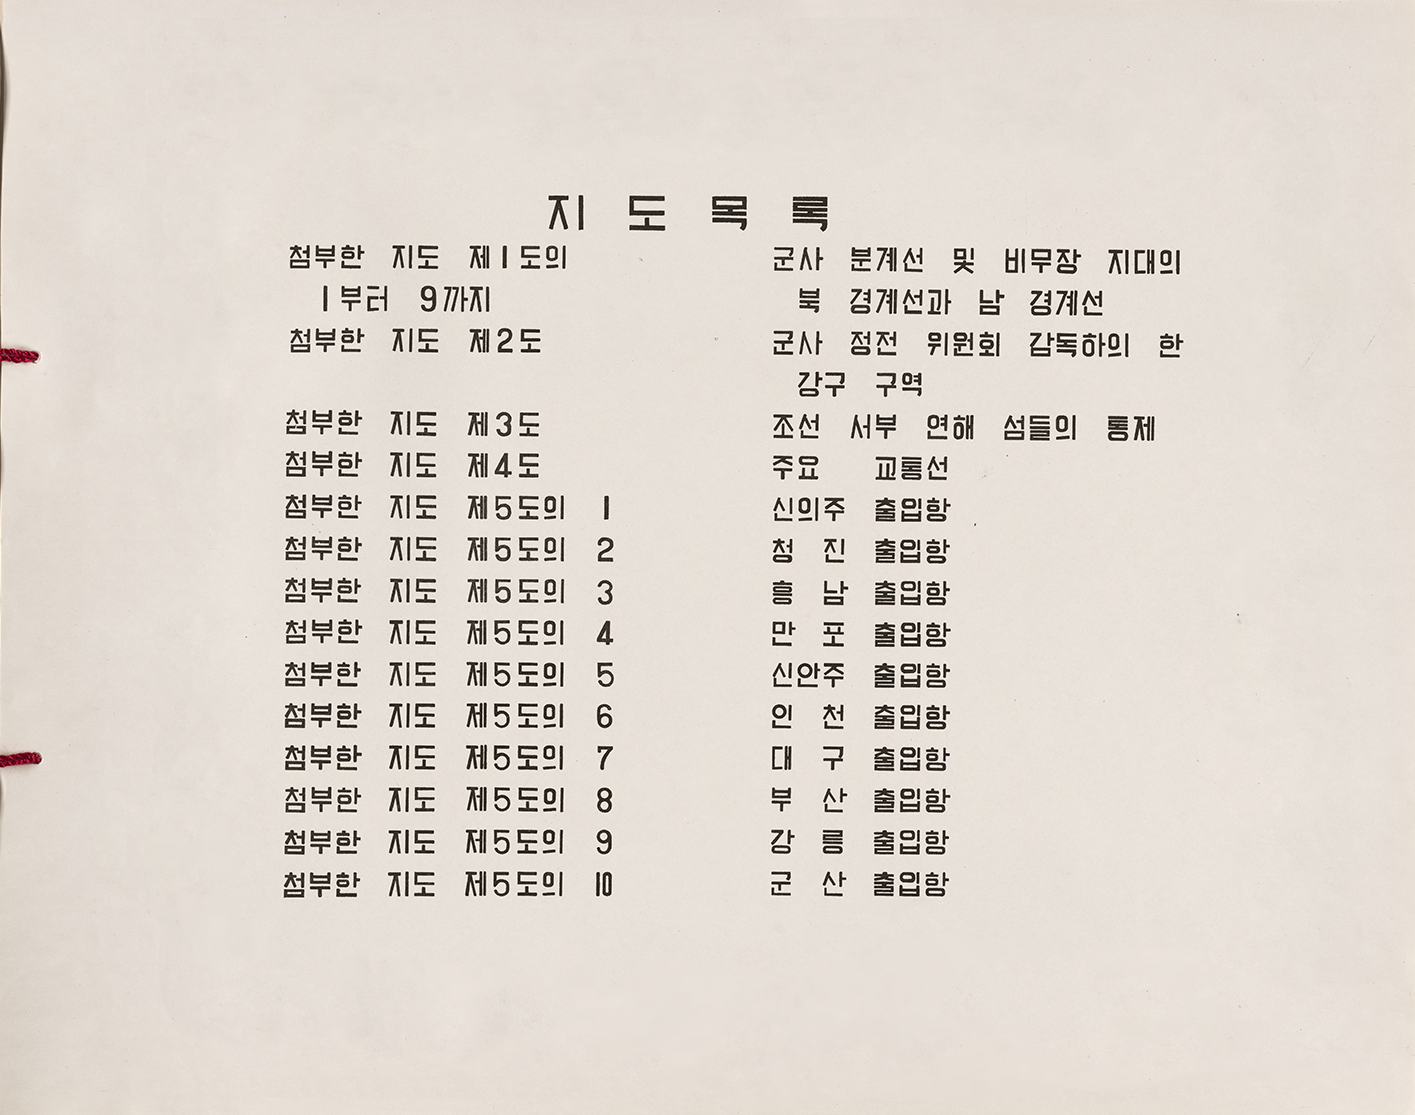 지 도 목 록
첨부한 지도 제1도의 군사 분계선 및 비무장 지대의
1부터 9까지 북 경계선과 남 경계선
첨부한 지도 제2도 군사 정전 위원회 감독하의 한
강구 구역
첨부한 지도 제3도 조선 서부 연해 섬들의 통제
첨부한 지도 제4도 주요 교통선
첨부한 지도 제5도의 1 신의주 출입항
첨부한 지도 제5도의 2 청 진 출입항
첨부한 지도 제5도의 3 흥 남 출입항
첨부한 지도 제5도의 4 만 포 출입항
첨부한 지도 제5도의 5 신안주 출입항
첨부한 지도 제5도의 6 인 천 출입항
첨부한 지도 제5도의 7 대 구 출입항
첨부한 지도 제5도의 8 부 산 출입항
첨부한 지도 제5도의 9 강 릉 출입항
첨부한 지도 제5도의 10 군 산 출입항